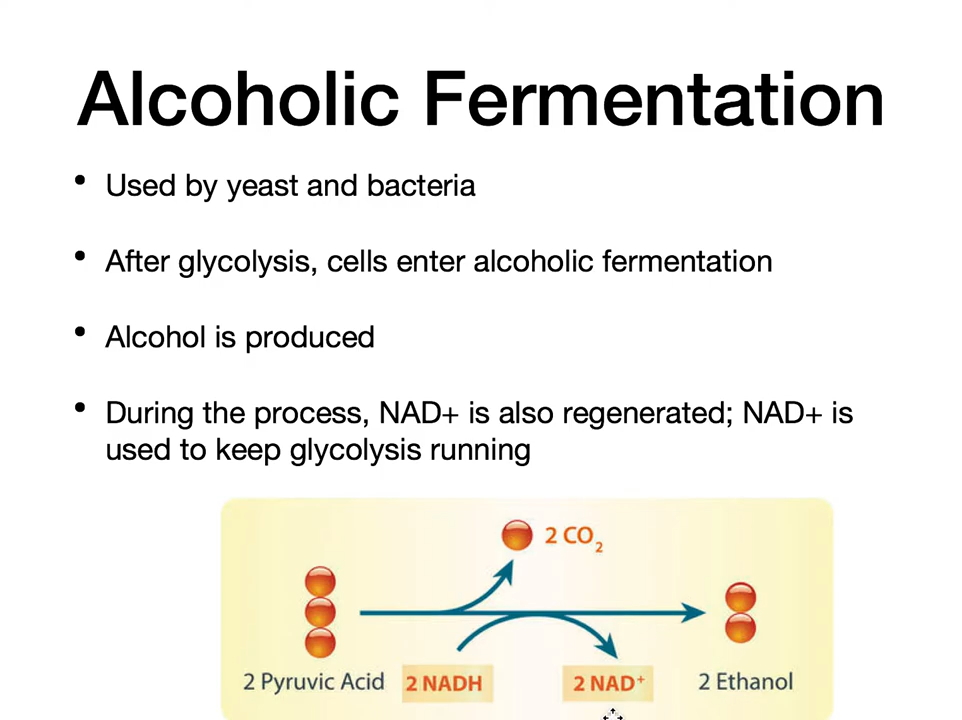 Alcoholic Fermentation
• Used by yeast and bacteria
• After glycolysis, cells enter alcoholic fermentation
• Alcohol is produced
• During the process, NAD+ is also regenerated; NAD+ is
used to keep glycolysis running
2 CO₂
2 Pyruvic Acid 2 NADH 2 NAD⁺ 2 Ethanol